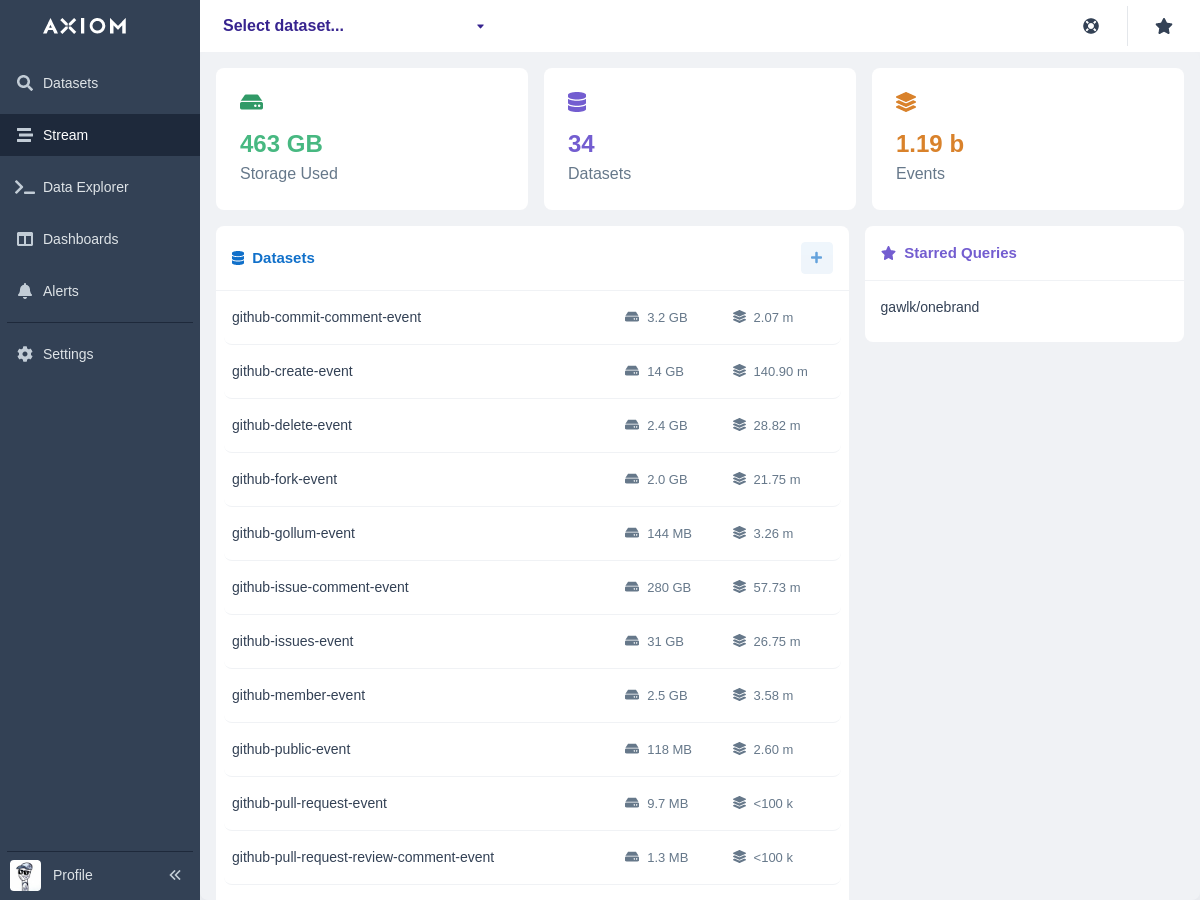 AXIOM
Select dataset...
Datasets
Stream
Data Explorer
Dashboards
Alerts
Settings
Profile
463 GB
Storage Used
34
Datasets
1.19 b
Events
Datasets
github-commit-comment-event 3.2 GB 2.07 m
github-create-event 14 GB 140.90 m
github-delete-event 2.4 GB 28.82 m
github-fork-event 2.0 GB 21.75 m
github-gollum-event 144 MB 3.26 m
github-issue-comment-event 280 GB 57.73 m
github-issues-event 31 GB 26.75 m
github-member-event 2.5 GB 3.58 m
github-public-event 118 MB 2.60 m
github-pull-request-event 9.7 MB <100 k
github-pull-request-review-comment-event 1.3 MB <100 k
Starred Queries
gawlk/onebrand